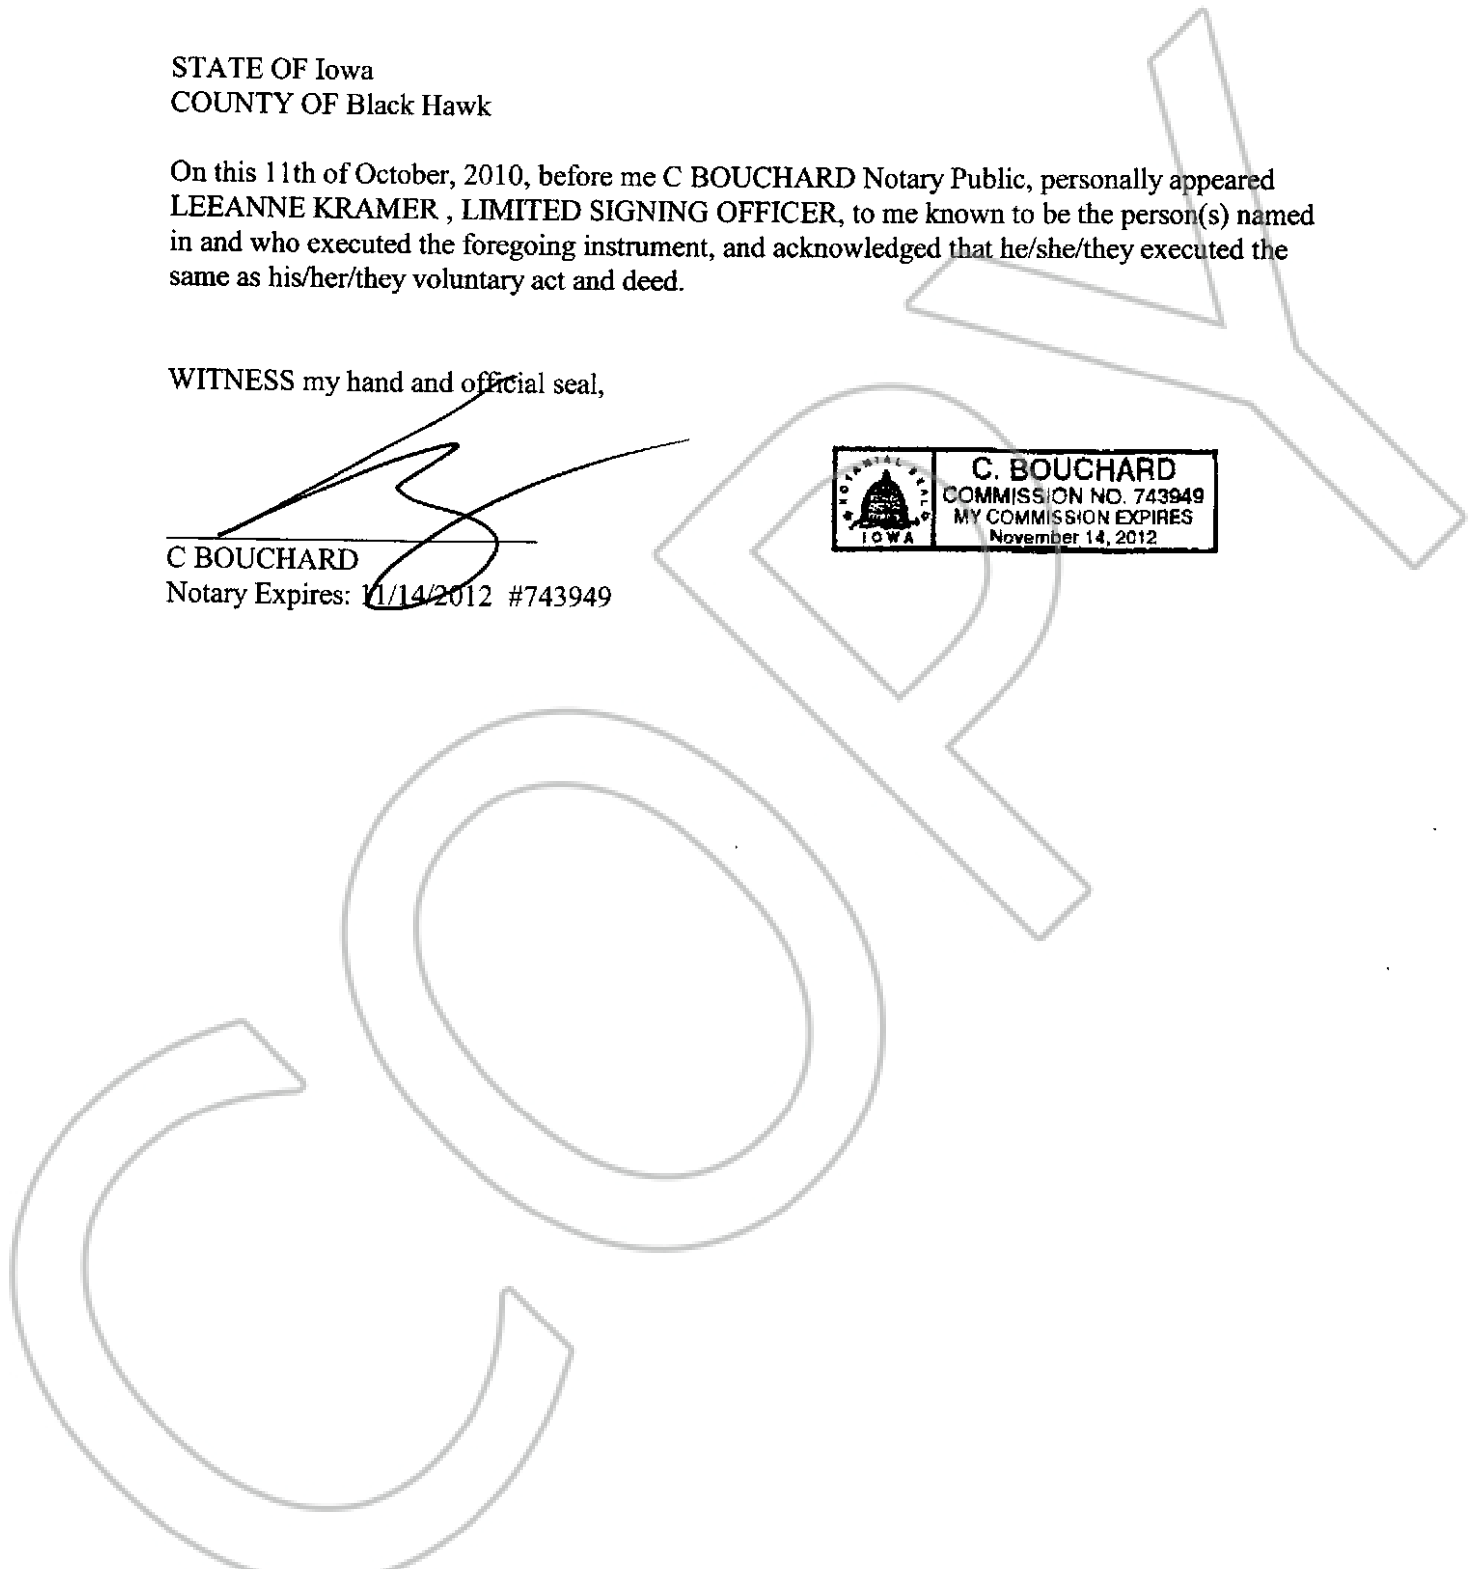 STATE OF Iowa
COUNTY OF Black Hawk
On this 11th of October, 2010, before me C BOUCHARD Notary Public, personally appeared
LEEANNE KRAMER , LIMITED SIGNING OFFICER, to me known to be the person(s) named
in and who executed the foregoing instrument, and acknowledged that he/she/they executed the
same as his/her/they voluntary act and deed.
WITNESS my hand and official seal,
C BOUCHARD
Notary Expires: 11/14/2012 #743949
NOTARIAL SEAL
IOWA
C. BOUCHARD
COMMISSION NO. 743949
MY COMMISSION EXPIRES
November 14, 2012
COPY